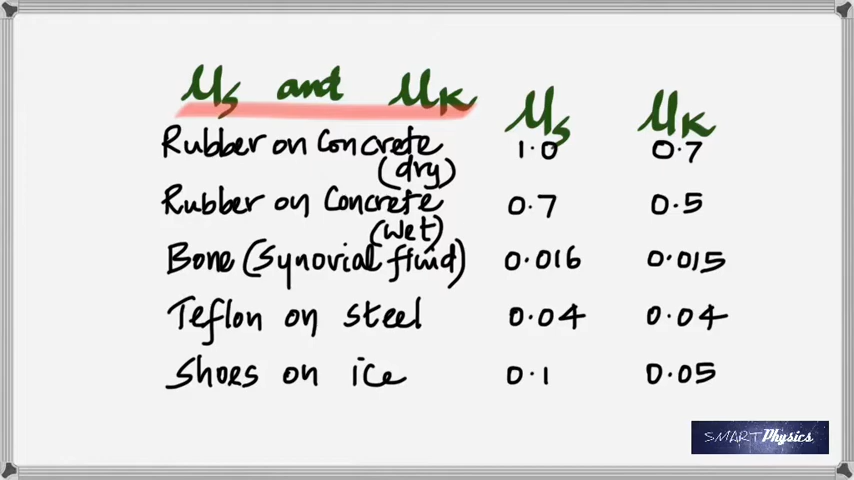 μs and μK
μs μK
Rubber on Concrete 1.0 0.7
(dry)
Rubber on Concrete 0.7 0.5
(wet)
Bone (Synovial fluid) 0.016 0.015
Teflon on steel 0.04 0.04
Shoes on ice 0.1 0.05
SMART Physics